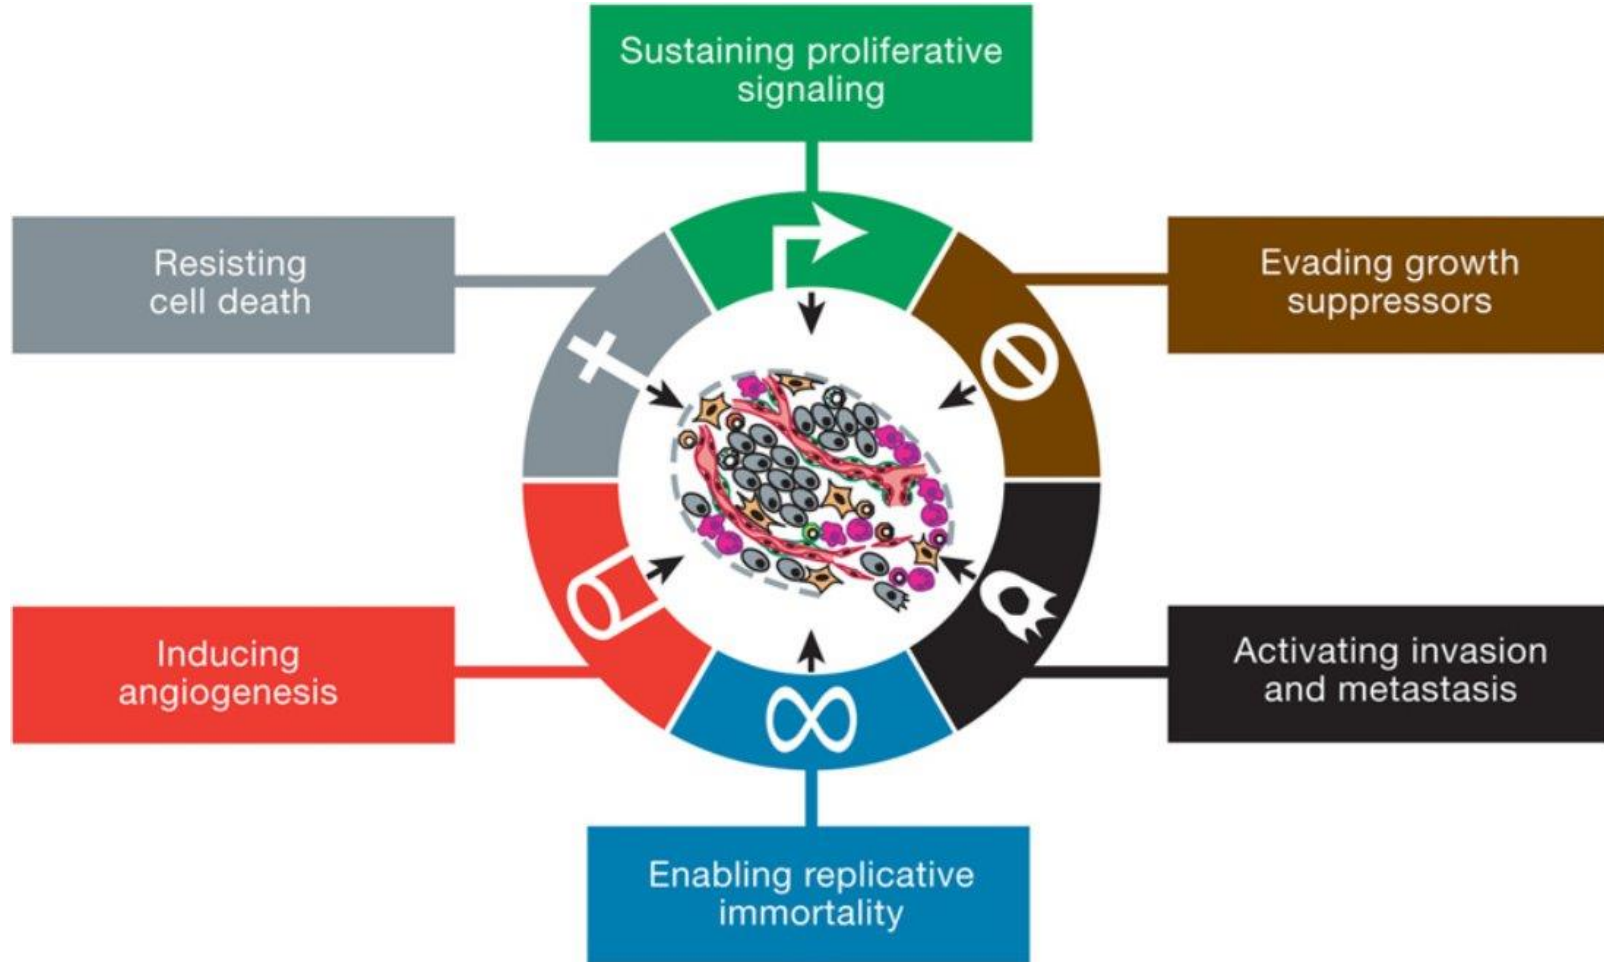 Sustaining proliferative
signaling
Resisting
cell death
Evading growth
suppressors
Inducing
angiogenesis
Activating invasion
and metastasis
Enabling replicative
immortality